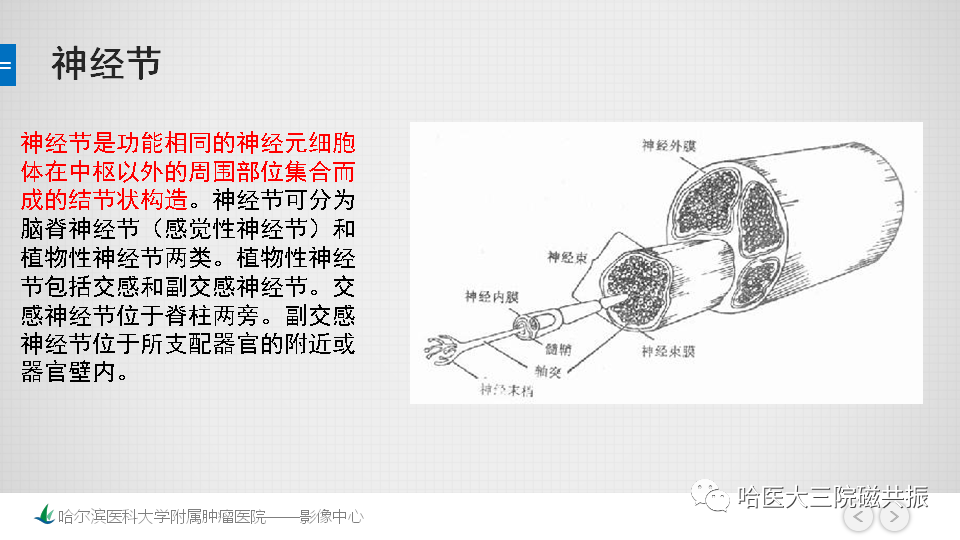 神经节
神经节是功能相同的神经元细胞
体在中枢以外的周围部位集合而
成的结节状构造。神经节可分为
脑脊神经节（感觉性神经节）和
植物性神经节两类。植物性神经
节包括交感和副交感神经节。交
感神经节位于脊柱两旁。副交感
神经节位于所支配器官的附近或
器官壁内。
神经外膜
神经束
神经内膜
髓鞘
神经束膜
轴突
神经末梢
哈尔滨医科大学附属肿瘤医院——影像中心
哈医大三院磁共振